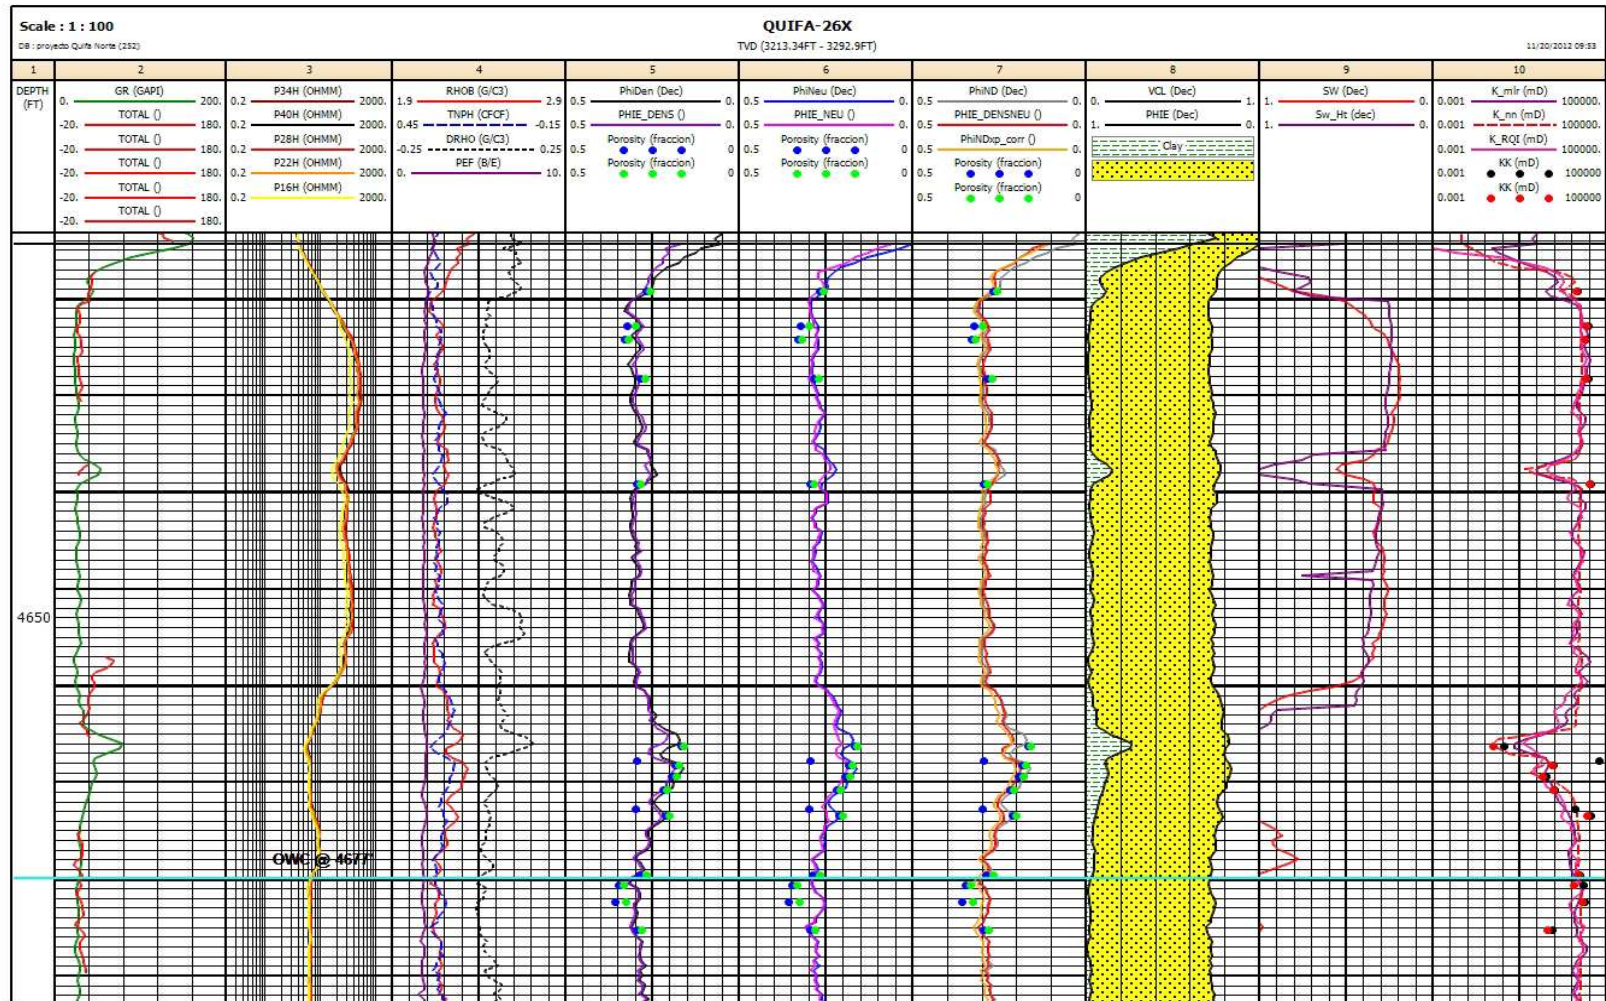 Scale : 1 : 100
QUIFA-26X
DB : proyecto Quifa Norte (252)
TVD (3213.34FT - 3292.9FT)
11/20/2012 09:53
1 2 3 4 5 6 7 8 9 10
DEPTH (FT)
GR (GAPI)
0. 200.
TOTAL ()
-20. 180.
TOTAL ()
-20. 180.
TOTAL ()
-20. 180.
TOTAL ()
-20. 180.
TOTAL ()
-20. 180.
P34H (OHMM)
0.2 2000.
P40H (OHMM)
0.2 2000.
P28H (OHMM)
0.2 2000.
P22H (OHMM)
0.2 2000.
P16H (OHMM)
0.2 2000.
RHOB (G/C3)
1.9 2.9
TNPH (CFCF)
0.45 -0.15
DRHO (G/C3)
-0.25 0.25
PEF (B/E)
0. 10.
PhiDen (Dec)
0.5 0.
PHIE_DENS ()
0.5 0.
Porosity (fraccion)
0.5 0
Porosity (fraccion)
0.5 0
PhiNeu (Dec)
0.5 0.
PHIE_NEU ()
0.5 0.
Porosity (fraccion)
0.5 0
Porosity (fraccion)
0.5 0
PhiND (Dec)
0.5 0.
PHIE_DENSNEU ()
0.5 0.
PhiNDxp_corr ()
0.5 0.
Porosity (fraccion)
0.5 0
Porosity (fraccion)
0.5 0
VCL (Dec)
0. 1.
PHIE (Dec)
1. 0.
Clay
SW (Dec)
1. 0.
Sw_Ht (dec)
1. 0.
K_mlr (mD)
0.001 100000.
K_nn (mD)
0.001 100000.
K_RQI (mD)
0.001 100000.
KK (mD)
0.001 100000
KK (mD)
0.001 100000
4650
OWC @ 4677'